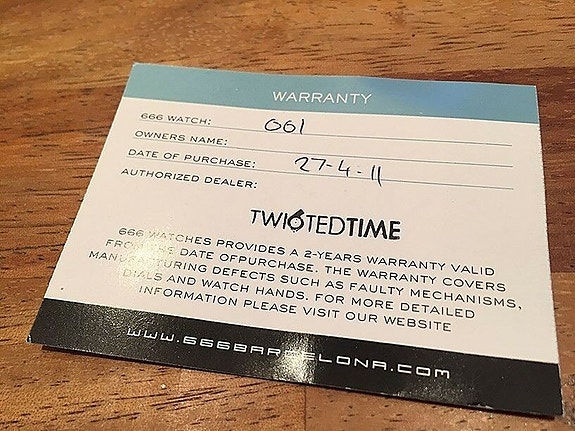 WARRANTY
666 WATCH: 061
OWNERS NAME:
DATE OF PURCHASE: 27-4-11
AUTHORIZED DEALER:
TWI6TEDTIME
666 WATCHES PROVIDES A 2-YEARS WARRANTY VALID
FROM THE DATE OFPURCHASE. THE WARRANTY COVERS
MANUFACTURING DEFECTS SUCH AS FAULTY MECHANISMS,
DIALS AND WATCH HANDS. FOR MORE DETAILED
INFORMATION PLEASE VISIT OUR WEBSITE
WWW.666BARCELONA.COM